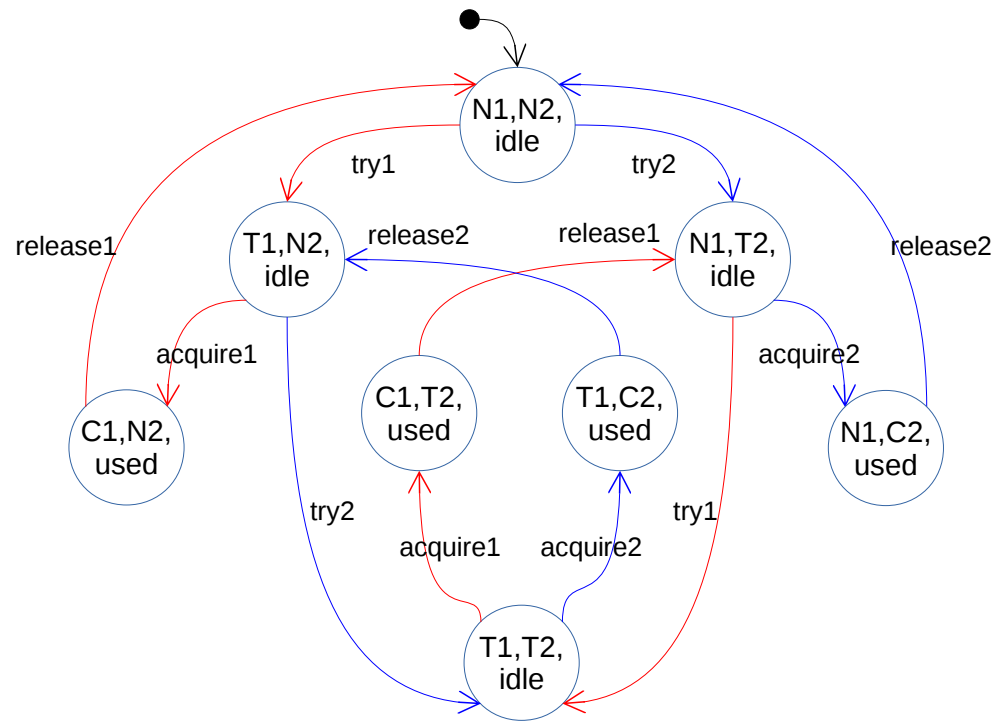 N1,N2,
idle
try1
try2
release1
T1,N2,
idle
release2
release1
N1,T2,
idle
release2
acquire1
acquire2
C1,N2,
used
C1,T2,
used
T1,C2,
used
N1,C2,
used
try2
try1
acquire1
acquire2
T1,T2,
idle